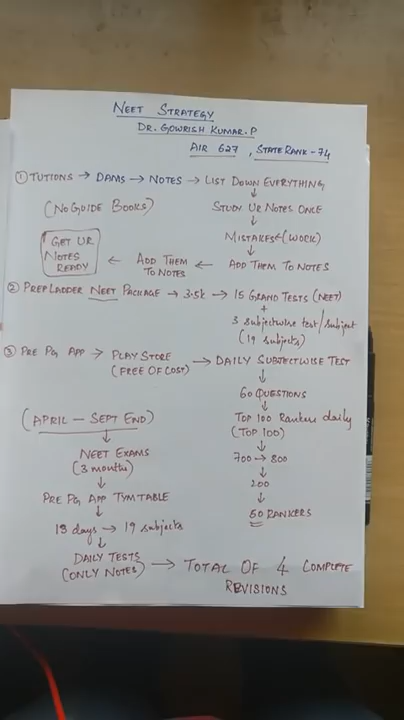 NEET STRATEGY
DR. GOWRISH KUMAR.P
AIR 627, STATE RANK - 74
① TUTIONS → DAMS → NOTES → LIST DOWN EVERYTHING
↓
(NO GUIDE BOOKS)
STUDY UR NOTES ONCE
↓
MISTAKES (WORK)
↓
GET UR NOTES READY ← ADD THEM TO NOTES ← ADD THEM TO NOTES
② PREPLADDER NEET PACKAGE → 3.5K → 15 GRAND TESTS (NEET)
+
3 subjectwise test/subject
(19 subjects)
③ PRE PG APP → PLAY STORE → DAILY SUBJECTWISE TEST
(FREE OF COST)
↓
60 QUESTIONS
↓
TOP 100 Rankers daily
(TOP 100)
↓
700 → 800
↓
200
↓
50 RANKERS
(APRIL - SEPT END)
↓
NEET EXAMS
(3 months)
↓
PRE PG APP TYM TABLE
↓
18 days → 19 subjects
↓
DAILY TESTS → TOTAL OF 4 COMPLETE
(ONLY NOTES)
REVISIONS